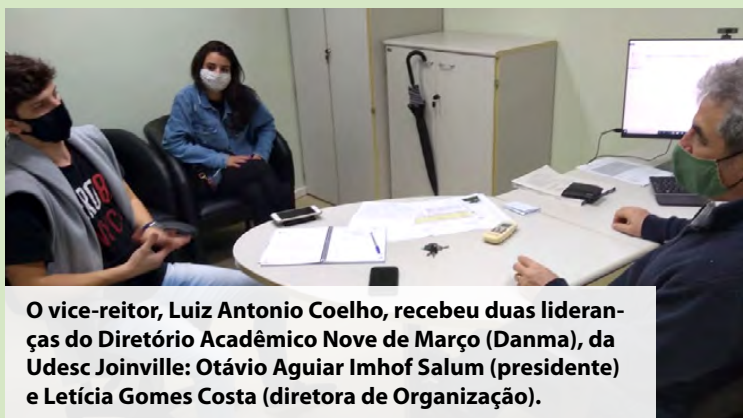 O vice-reitor, Luiz Antonio Coelho, recebeu duas lideran-
ças do Diretório Acadêmico Nove de Março (Danma), da
Udesc Joinville: Otávio Aguiar Imhof Salum (presidente)
e Letícia Gomes Costa (diretora de Organização).